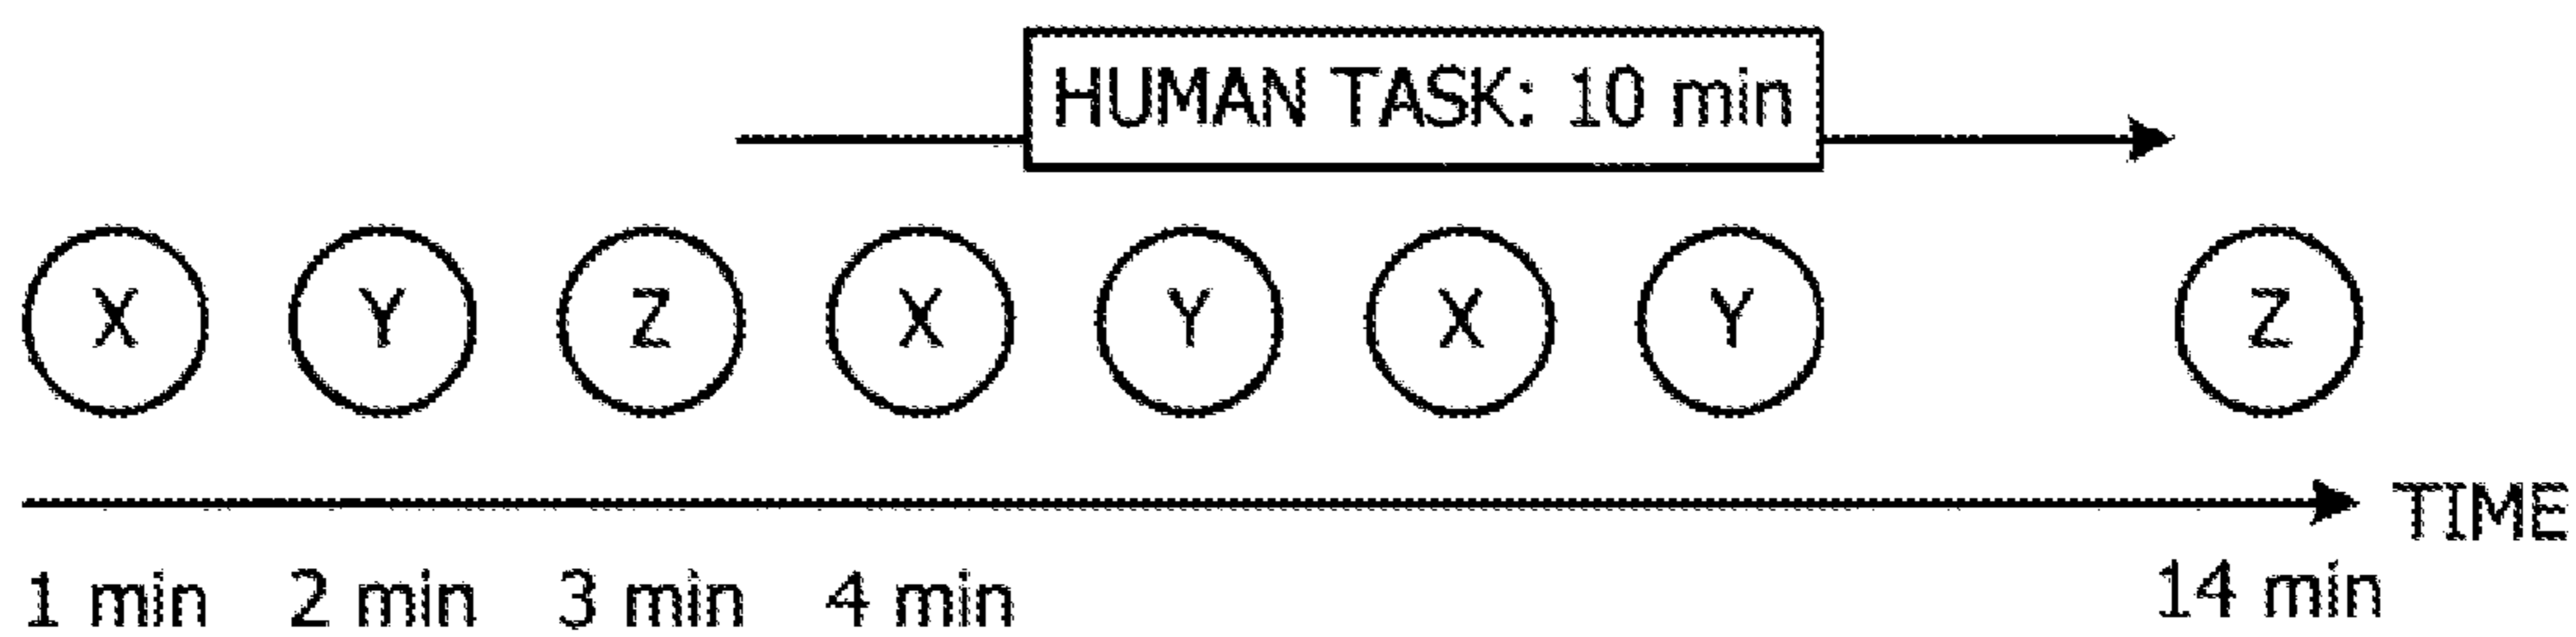 HUMAN TASK: 10 min
X Y Z X Y X Y Z
TIME
1 min 2 min 3 min 4 min 14 min